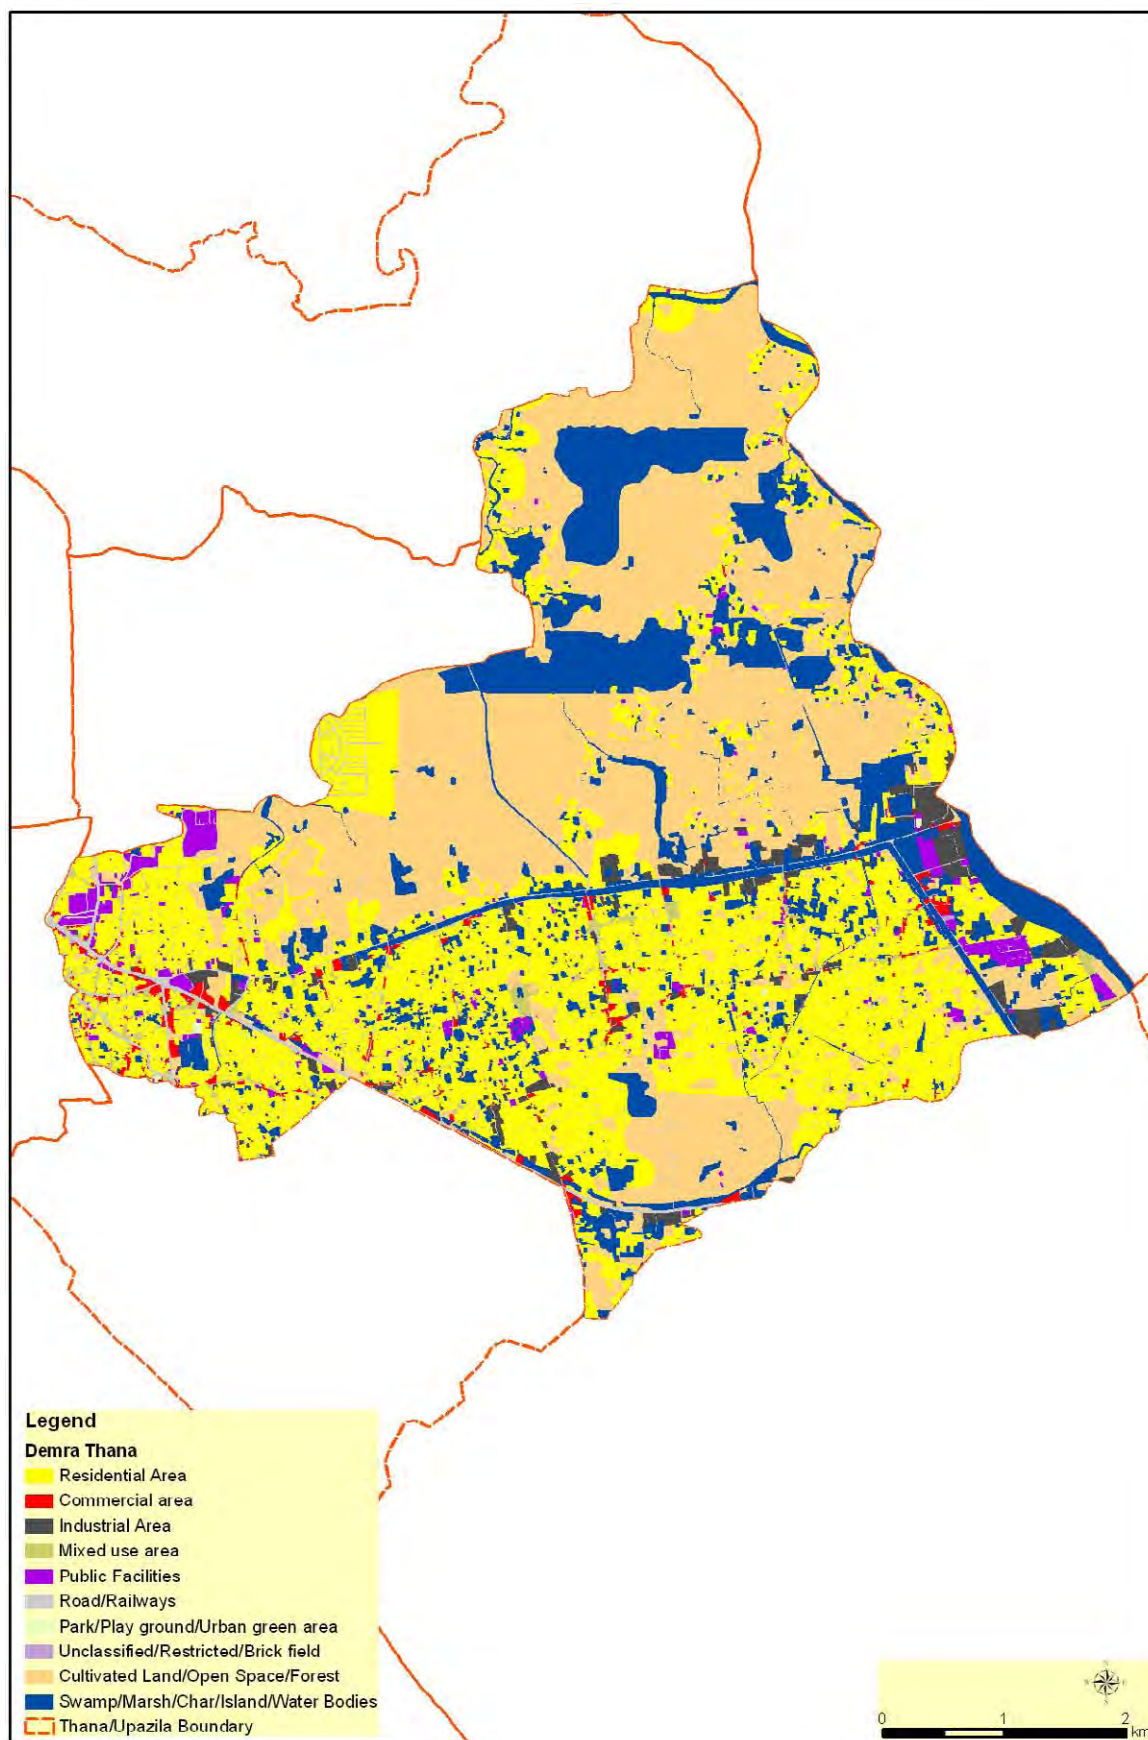 Legend
Demra Thana
Residential Area
Commercial area
Industrial Area
Mixed use area
Public Facilities
Road/Railways
Park/Play ground/Urban green area
Unclassified/Restricted/Brick field
Cultivated Land/Open Space/Forest
Swamp/Marsh/Char/Island/Water Bodies
Thana/Upazila Boundary
N
W E
S
0 1 2
km